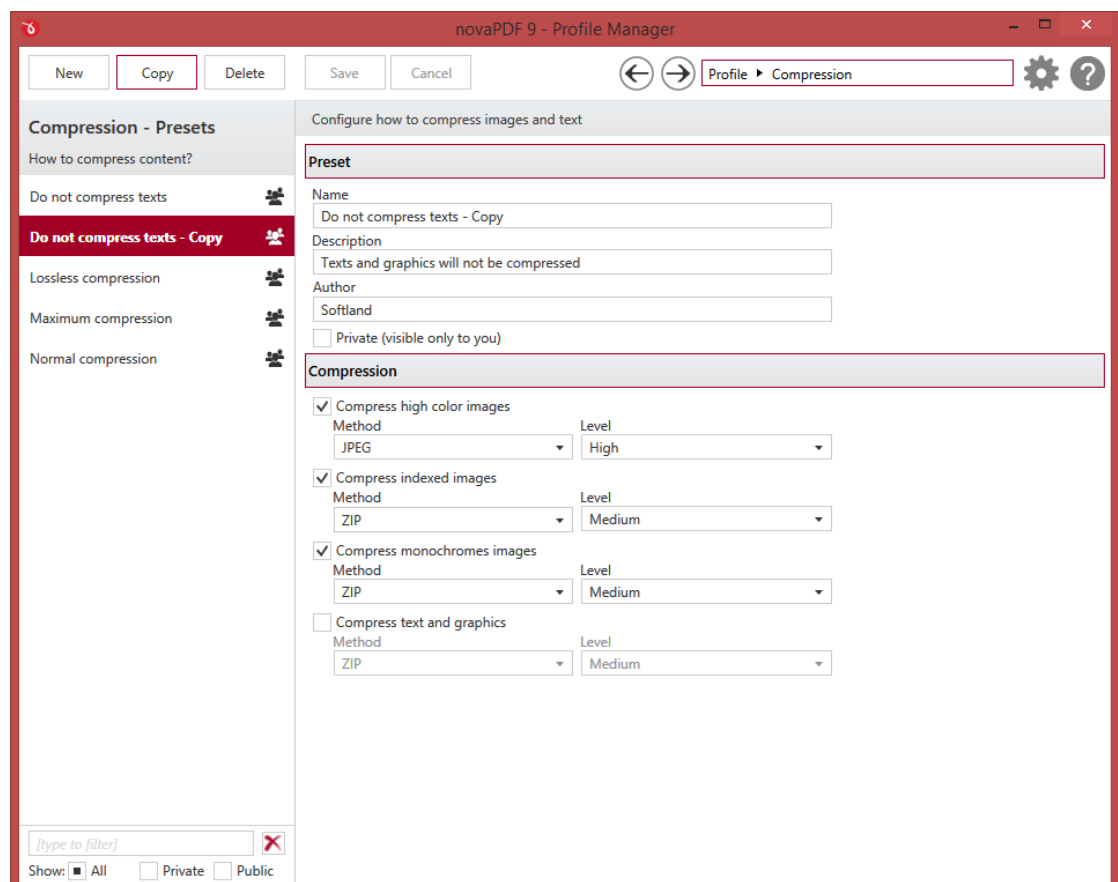 novaPDF 9 - Profile Manager
New Copy Delete Save Cancel Profile Compression
Compression - Presets
How to compress content?
Do not compress texts
Do not compress texts - Copy
Lossless compression
Maximum compression
Normal compression
[type to filter]
Show: All Private Public
Configure how to compress images and text
Preset
Name
Do not compress texts - Copy
Description
Texts and graphics will not be compressed
Author
Softland
Private (visible only to you)
Compression
Compress high color images
Method Level
JPEG High
Compress indexed images
Method Level
ZIP Medium
Compress monochromes images
Method Level
ZIP Medium
Compress text and graphics
Method Level
ZIP Medium